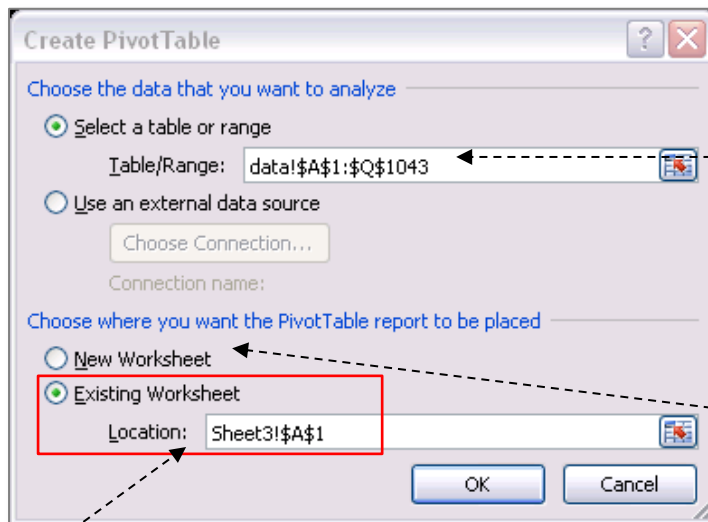 Create PivotTable
?
Choose the data that you want to analyze
Select a table or range
Table/Range: data!$A$1:$Q$1043
Use an external data source
Choose Connection...
Connection name:
Choose where you want the PivotTable report to be placed
New Worksheet
Existing Worksheet
Location: Sheet3!$A$1
OK Cancel